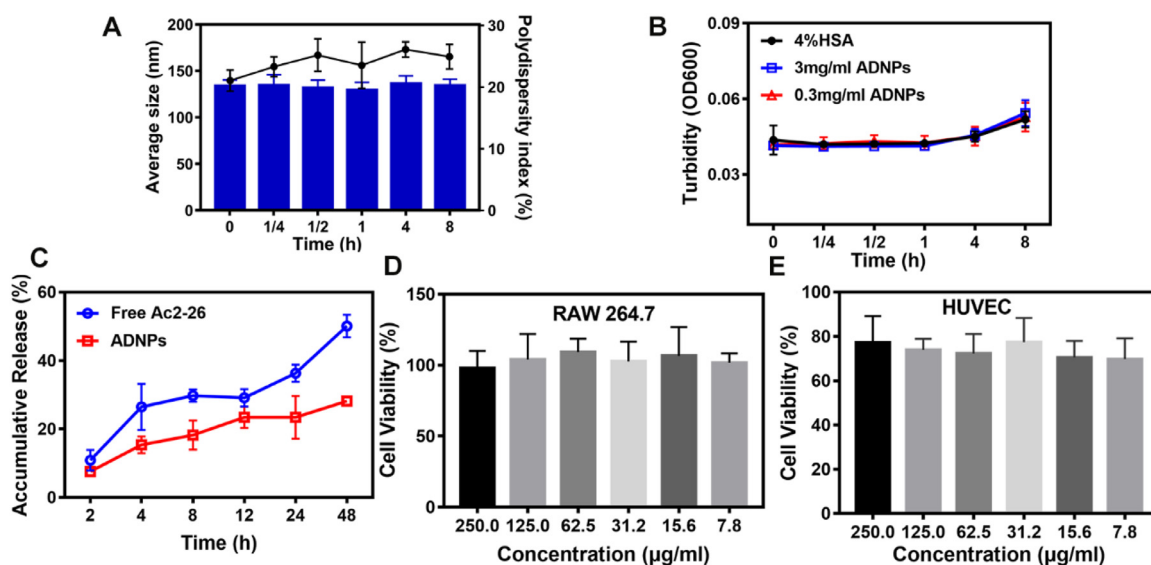 A
Average size (nm)
200
150
100
50
0
Polydispersity index (%)
30
20
10
0
0 1/4 1/2 1 4 8
Time (h)
B
Turbidity (OD600)
0.09
0.06
0.03
4%HSA
3mg/ml ADNPs
0.3mg/ml ADNPs
0 1/4 1/2 1 4 8
Time (h)
C
Accumulative Release (%)
60
40
20
0
Free Ac2-26
ADNPs
2 4 8 12 24 48
Time (h)
D
RAW 264.7
Cell Viability (%)
150
100
50
0
250.0 125.0 62.5 31.2 15.6 7.8
Concentration (µg/ml)
E
HUVEC
Cell Viability (%)
100
80
60
40
20
0
250.0 125.0 62.5 31.2 15.6 7.8
Concentration (µg/ml)